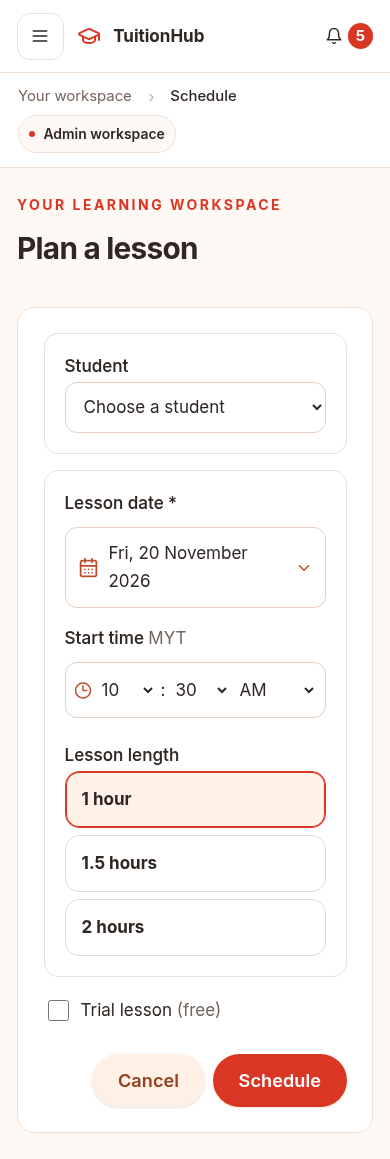 TuitionHub
5
Your workspace > Schedule
Admin workspace
YOUR LEARNING WORKSPACE
Plan a lesson
Student
Choose a student
Lesson date *
Fri, 20 November
2026
Start time MYT
10 : 30 AM
Lesson length
1 hour
1.5 hours
2 hours
Trial lesson (free)
Cancel Schedule